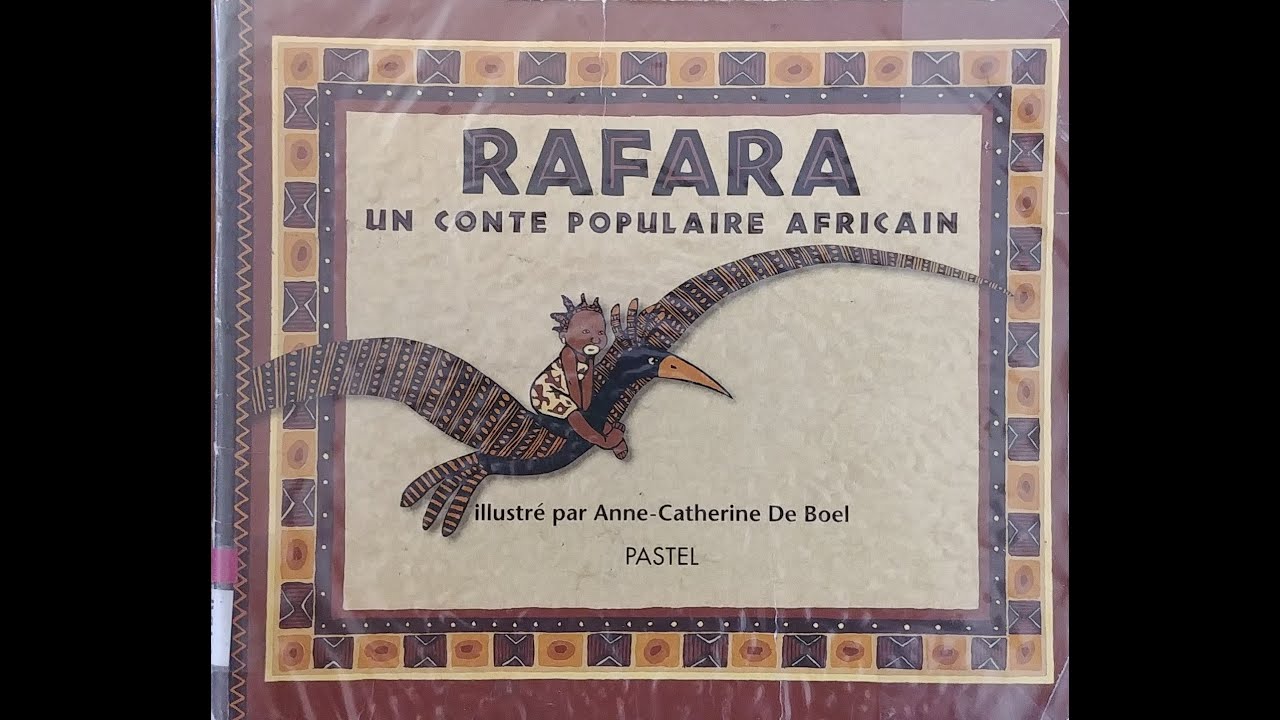 RAFARA
UN CONTE POPULAIRE AFRICAIN
illustré par Anne-Catherine De Boel
PASTEL